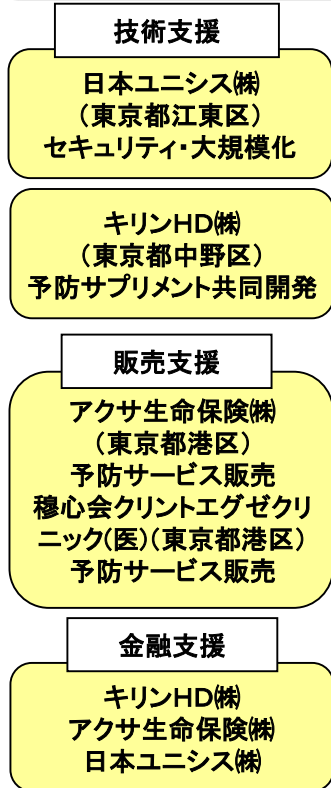 技術支援
日本ユニシス㈱
（東京都江東区）
セキュリティ・大規模化
キリンHD㈱
（東京都中野区）
予防サプリメント共同開発
販売支援
アクサ生命保険㈱
（東京都港区）
予防サービス販売
穆心会クリントエグゼクリ
ニック(医)(東京都港区)
予防サービス販売
金融支援
キリンHD㈱
アクサ生命保険㈱
日本ユニシス㈱